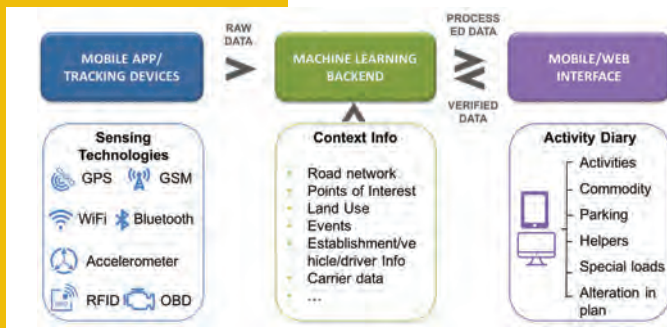 RAW
DATA
PROCESS
ED DATA
MOBILE APP/
TRACKING DEVICES
MACHINE LEARNING
BACKEND
MOBILE/WEB
INTERFACE
VERIFIED
DATA
Sensing
Technologies
GPS GSM
WiFi Bluetooth
Accelerometer
RFID OBD
Context Info
Road network
Points of Interest
Land Use
Events
Establishment/ve
hicle/driver Info
Carrier data
...
Activity Diary
Activities
Commodity
Parking
Helpers
Special loads
Alteration in
plan